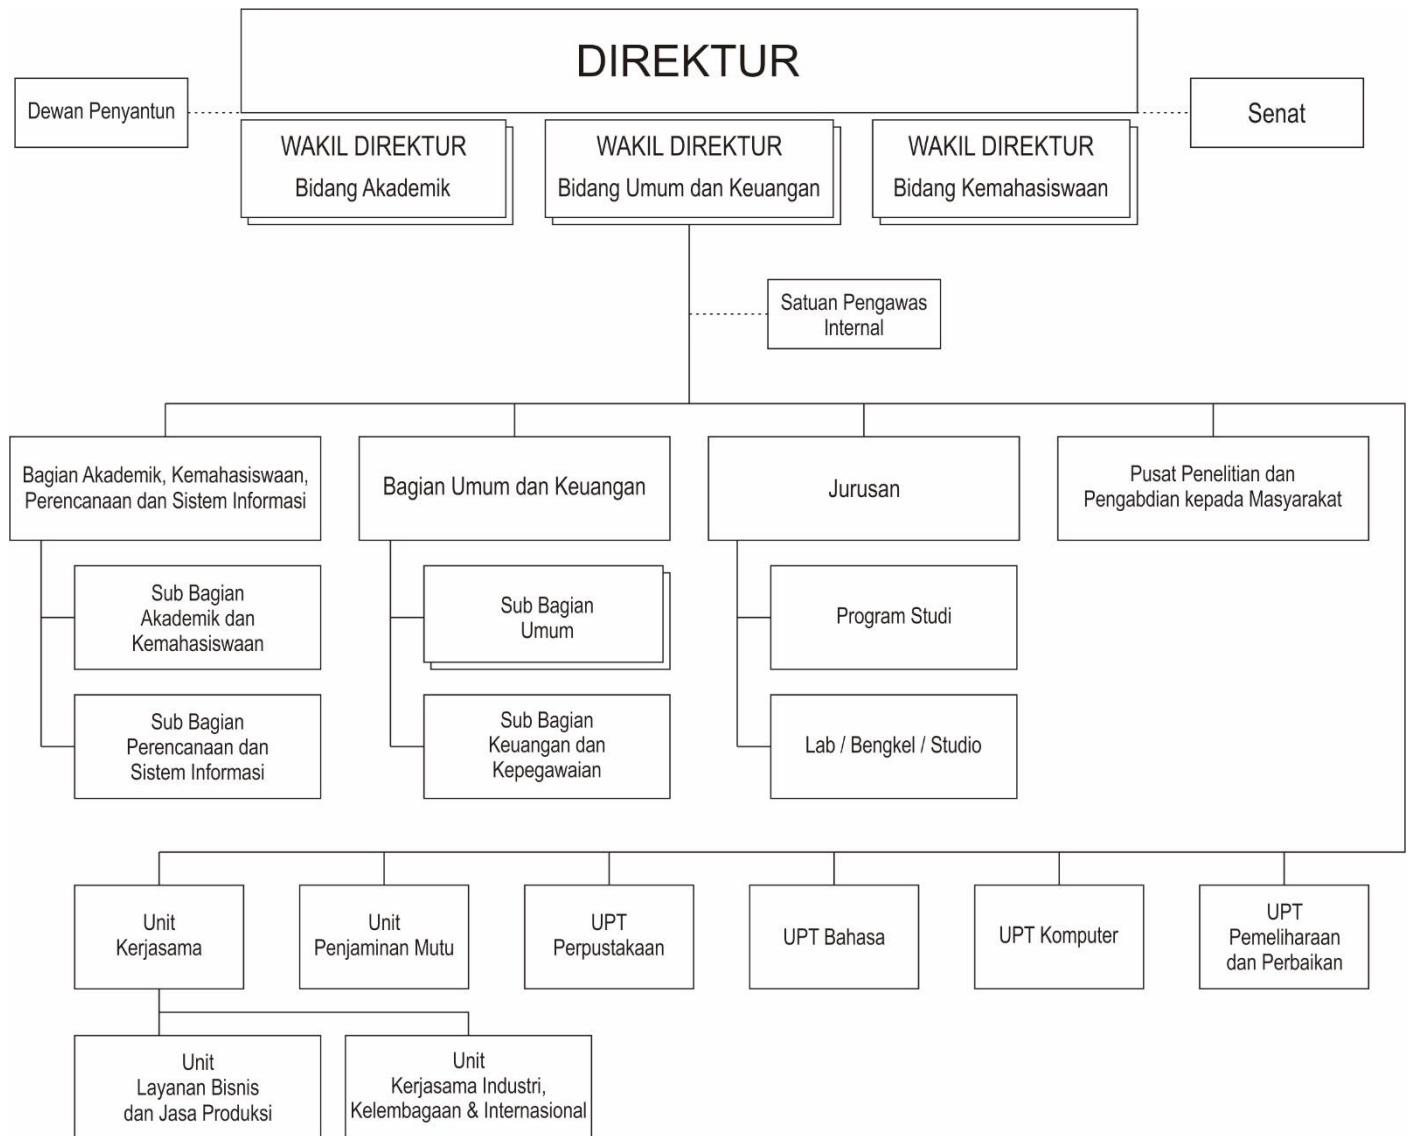 DIREKTUR
Dewan Penyantun
Senat
WAKIL DIREKTUR
Bidang Akademik
WAKIL DIREKTUR
Bidang Umum dan Keuangan
WAKIL DIREKTUR
Bidang Kemahasiswaan
Satuan Pengawas
Internal
Bagian Akademik, Kemahasiswaan,
Perencanaan dan Sistem Informasi
Bagian Umum dan Keuangan
Jurusan
Pusat Penelitian dan
Pengabdian kepada Masyarakat
Sub Bagian
Akademik dan
Kemahasiswaan
Sub Bagian
Umum
Program Studi
Sub Bagian
Perencanaan dan
Sistem Informasi
Sub Bagian
Keuangan dan
Kepegawaian
Lab / Bengkel / Studio
Unit
Kerjasama
Unit
Penjaminan Mutu
UPT
Perpustakaan
UPT Bahasa
UPT Komputer
UPT
Pemeliharaan
dan Perbaikan
Unit
Layanan Bisnis
dan Jasa Produksi
Unit
Kerjasama Industri,
Kelembagaan & Internasional